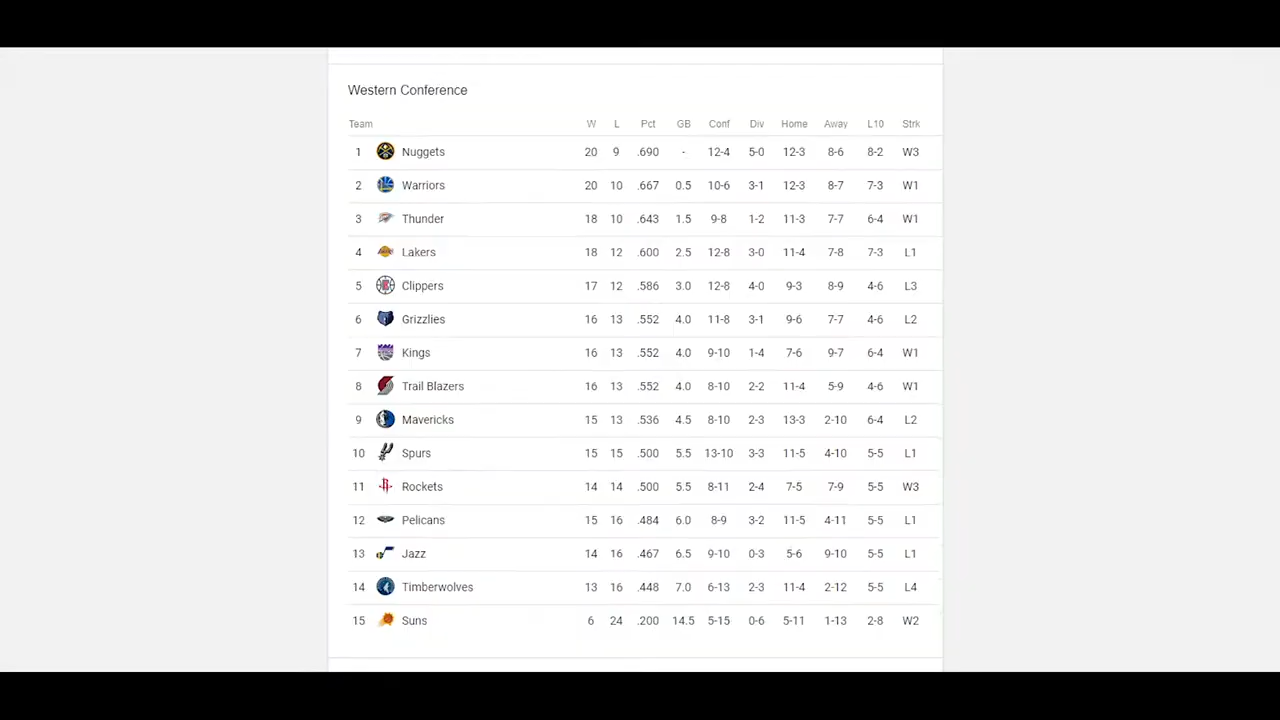 Western Conference
Team W L Pct GB Conf Div Home Away L10 Strk
1 Nuggets 20 9 .690 - 12-4 5-0 12-3 8-6 8-2 W3
2 Warriors 20 10 .667 0.5 10-6 3-1 12-3 8-7 7-3 W1
3 Thunder 18 10 .643 1.5 9-8 1-2 11-3 7-7 6-4 W1
4 Lakers 18 12 .600 2.5 12-8 3-0 11-4 7-8 7-3 L1
5 Clippers 17 12 .586 3.0 12-8 4-0 9-3 8-9 4-6 L3
6 Grizzlies 16 13 .552 4.0 11-8 3-1 9-6 7-7 4-6 L2
7 Kings 16 13 .552 4.0 9-10 1-4 7-6 9-7 6-4 W1
8 Trail Blazers 16 13 .552 4.0 8-10 2-2 11-4 5-9 4-6 W1
9 Mavericks 15 13 .536 4.5 8-10 2-3 13-3 2-10 6-4 L2
10 Spurs 15 15 .500 5.5 13-10 3-3 11-5 4-10 5-5 L1
11 Rockets 14 14 .500 5.5 8-11 2-4 7-5 7-9 5-5 W3
12 Pelicans 15 16 .484 6.0 8-9 3-2 11-5 4-11 5-5 L1
13 Jazz 14 16 .467 6.5 9-10 0-3 5-6 9-10 5-5 L1
14 Timberwolves 13 16 .448 7.0 6-13 2-3 11-4 2-12 5-5 L4
15 Suns 6 24 .200 14.5 5-15 0-6 5-11 1-13 2-8 W2